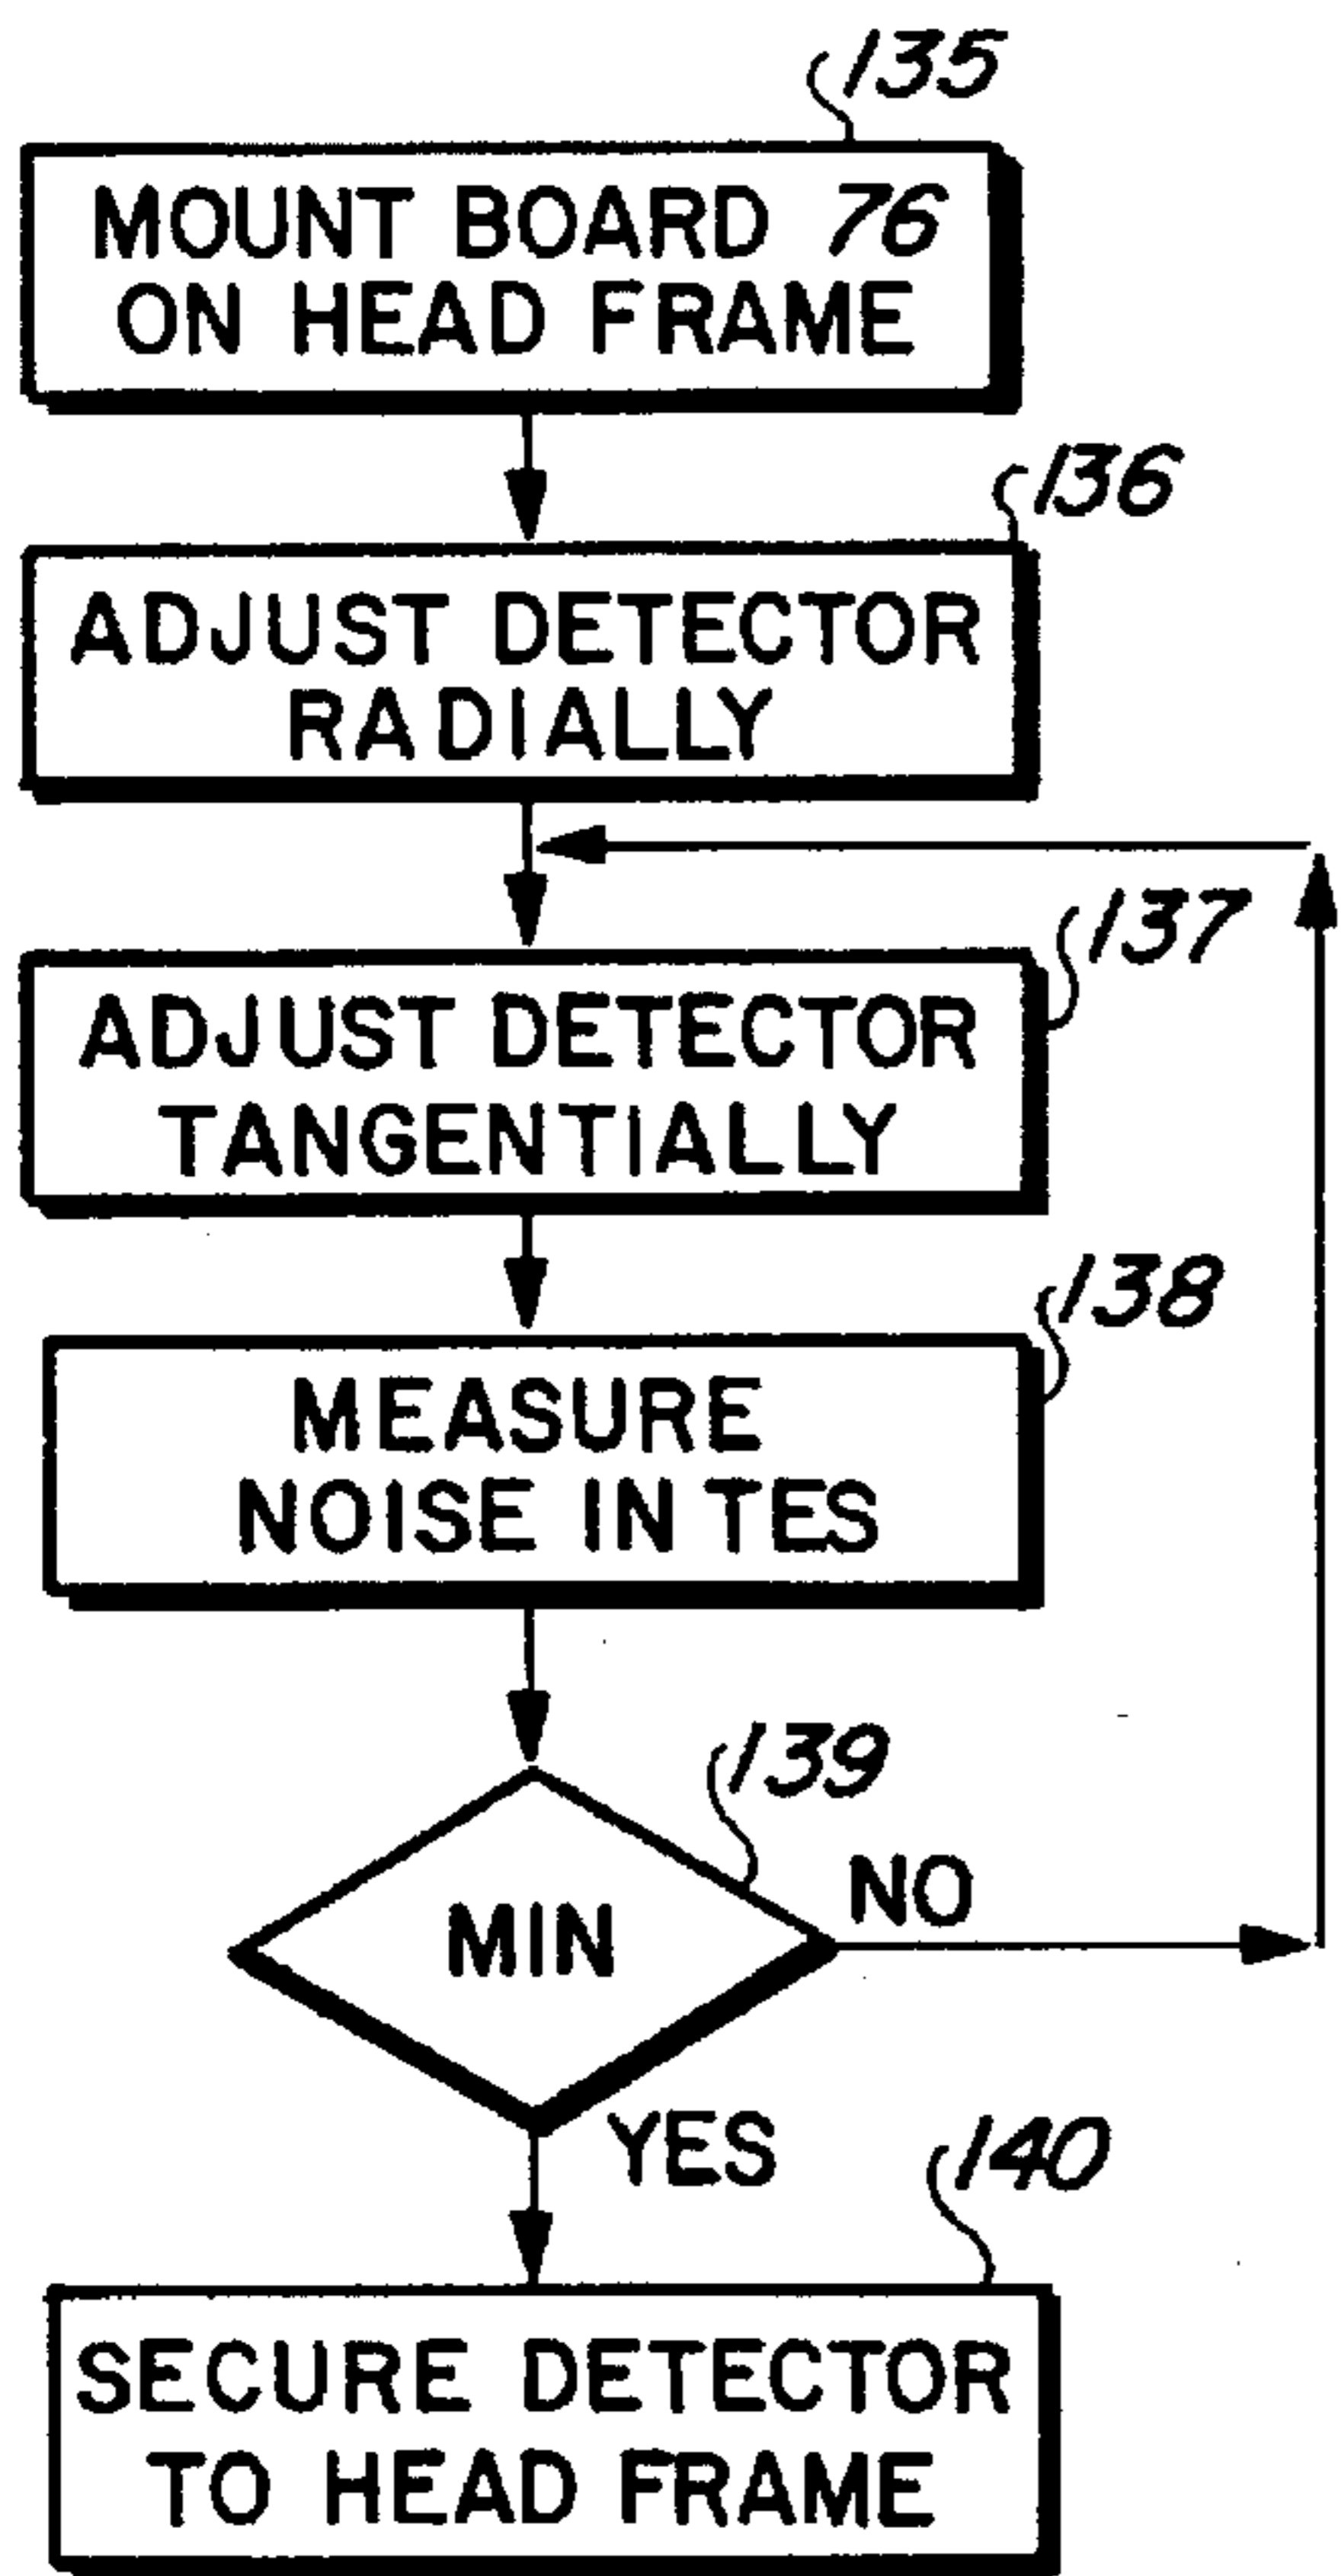 135
MOUNT BOARD 76
ON HEAD FRAME
136
ADJUST DETECTOR
RADIALLY
137
ADJUST DETECTOR
TANGENTIALLY
138
MEASURE
NOISE IN TES
139
MIN
NO
YES
140
SECURE DETECTOR
TO HEAD FRAME